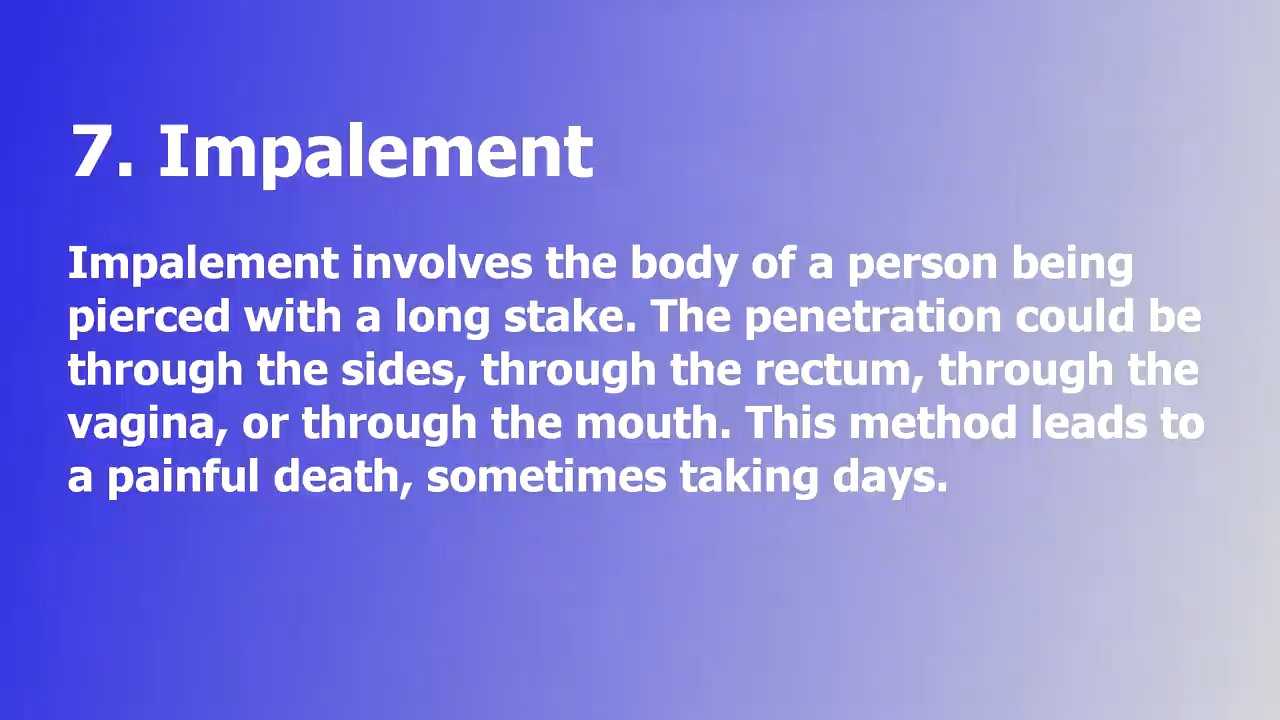 7. Impalement
Impalement involves the body of a person being
pierced with a long stake. The penetration could be
through the sides, through the rectum, through the
vagina, or through the mouth. This method leads to
a painful death, sometimes taking days.